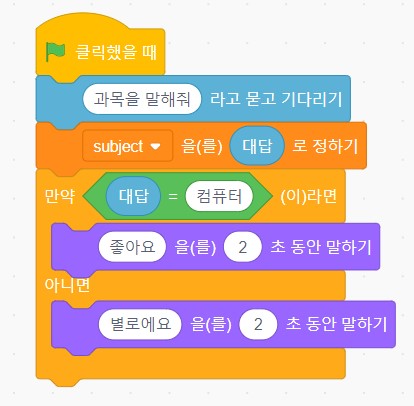 클릭했을 때
과목을 말해줘 라고 묻고 기다리기
subject 을(를) 대답 로 정하기
만약 대답 = 컴퓨터 (이)라면
좋아요 을(를) 2 초 동안 말하기
아니면
별로에요 을(를) 2 초 동안 말하기